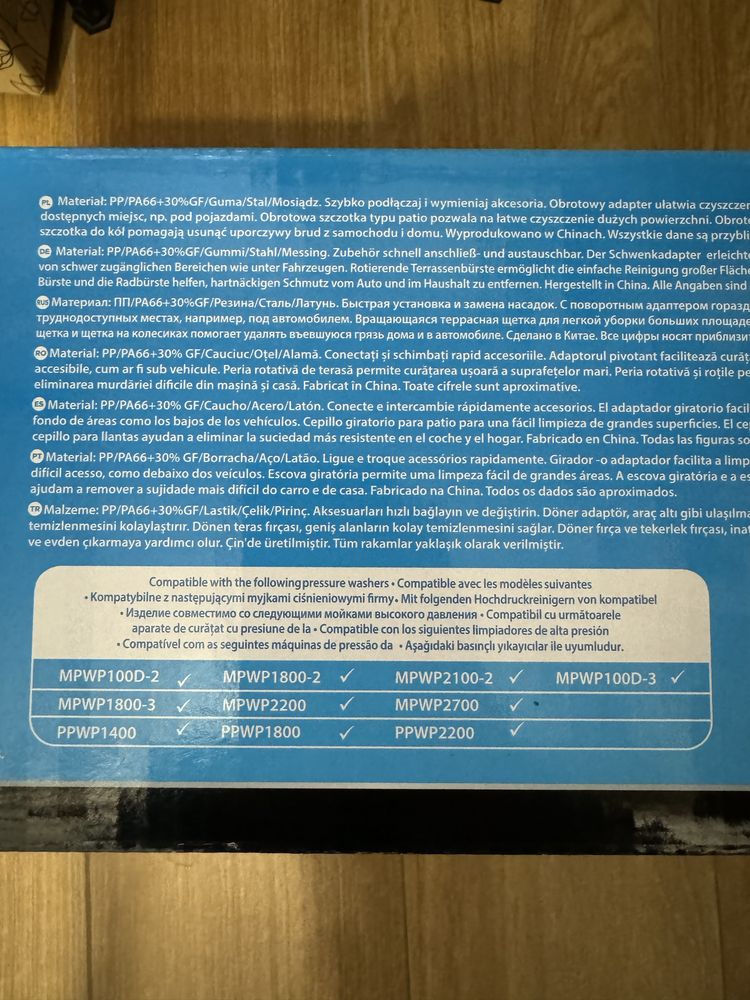 PL Materiał: PP/PA66+30%GF/Guma/Stal/Mosiądz. Szybko podłączaj i wymieniaj akcesoria. Obrotowy adapter ułatwia
dostępnych miejsc, np. pod pojazdami. Obrotowa szczotka typu patio pozwala na łatwe czyszczenie dużych powierzchni.
szczotka do kół pomagają usunąć uporczywy brud z samochodu i domu. Wyprodukowano w Chinach. Wszystkie dane są
DE Material: PP/PA66+30%GF/Gummi/Stahl/Messing. Zubehör schnell anschließ- und austauschbar. Der Schwenkadapter
von schwer zugänglichen Bereichen wie unter Fahrzeugen. Rotierende Terrassenbürste ermöglicht die einfache Reinigung großer
Bürste und die Radbürste helfen, hartnäckigen Schmutz vom Auto und im Haushalt zu entfernen. Hergestellt in China. Alle Angaben sind
RUS Материал: ПП/PA66+30%GF/Резина/Сталь/Латунь. Быстрая установка и замена насадок. С поворотным адаптером
труднодоступных местах, например, под автомобилем. Вращающаяся террасная щетка для легкой уборки больших
щетка и щетка на колесиках помогает удалять въевшуюся грязь дома и в автомобиле. Сделано в Китае. Все цифры носят
RO Material: PP/PA66+30% GF/Cauciuc/Oțel/Alamă. Conectați și schimbați rapid accesoriile. Adaptorul pivotant facilitează
accesibile, cum ar fi sub vehicule. Peria rotativă de terasă permite curățarea ușoară a suprafețelor mari. Peria rotativă și roțile
eliminarea murdăriei dificile din mașină și casă. Fabricat în China. Toate cifrele sunt aproximative.
ES Material: PP/PA66+30% GF/Caucho/Acero/Latón. Conecte e intercambie rápidamente accesorios. El adaptador giratorio
fondo de áreas como los bajos de los vehículos. Cepillo giratorio para patio para una fácil limpieza de grandes superficies. El
cepillo para llantas ayudan a eliminar la suciedad más resistente en el coche y el hogar. Fabricado en China. Todas las figuras
PT Material: PP/PA66+30% GF/Borracha/Aço/Latão. Ligue e troque acessórios rapidamente. Girador -o adaptador facilita a
difícil acesso, como debaixo dos veículos. Escova giratória permite uma limpeza fácil de grandes áreas. A escova giratória e a
ajudam a remover a sujidade mais difícil do carro e de casa. Fabricado na China. Todos os dados são aproximados.
TR Malzeme: PP/PA66+30%GF/Lastik/Çelik/Pirinç. Aksesuarları hızlı bağlayın ve değiştirin. Döner adaptör, araç altı gibi
temizlenmesini kolaylaştırır. Dönen teras fırçası, geniş alanların kolay temizlenmesini sağlar. Döner fırça ve tekerlek fırçası,
ve evden çıkarmaya yardımcı olur. Çin'de üretilmiştir. Tüm rakamlar yaklaşık olarak verilmiştir.
Compatible with the following pressure washers • Compatible avec les modèles suivantes
• Kompatybilne z następującymi myjkami ciśnieniowymi firmy• Mit folgenden Hochdruckreinigern von kompatibel
• Изделие совместимо со следующими мойками высокого давления • Compatibil cu următoarele
aparate de curățat cu presiune de la • Compatible con los siguientes limpiadores de alta presión
• Compatível com as seguintes máquinas de pressão da • Aşağıdaki basınçlı yıkayıcılar ile uyumludur.
MPWP100D-2 ✓ MPWP1800-2 ✓ MPWP2100-2 ✓ MPWP100D-3 ✓
MPWP1800-3 ✓ MPWP2200 ✓ MPWP2700 ✓
PPWP1400 ✓ PPWP1800 ✓ PPWP2200 ✓